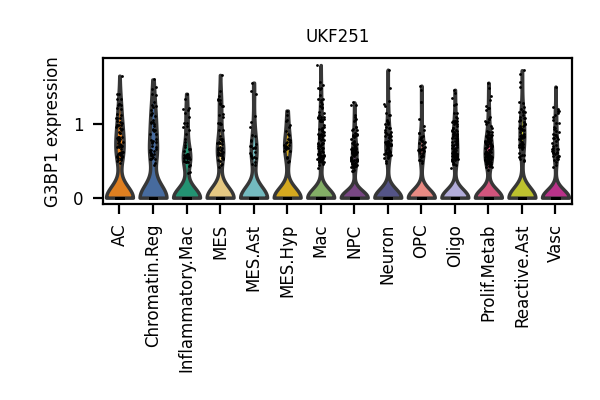 UKF251
G3BP1 expression
1
0
AC
Chromatin.Reg
Inflammatory.Mac
MES
MES.Ast
MES.Hyp
Mac
NPC
Neuron
OPC
Oligo
Prolif.Metab
Reactive.Ast
Vasc